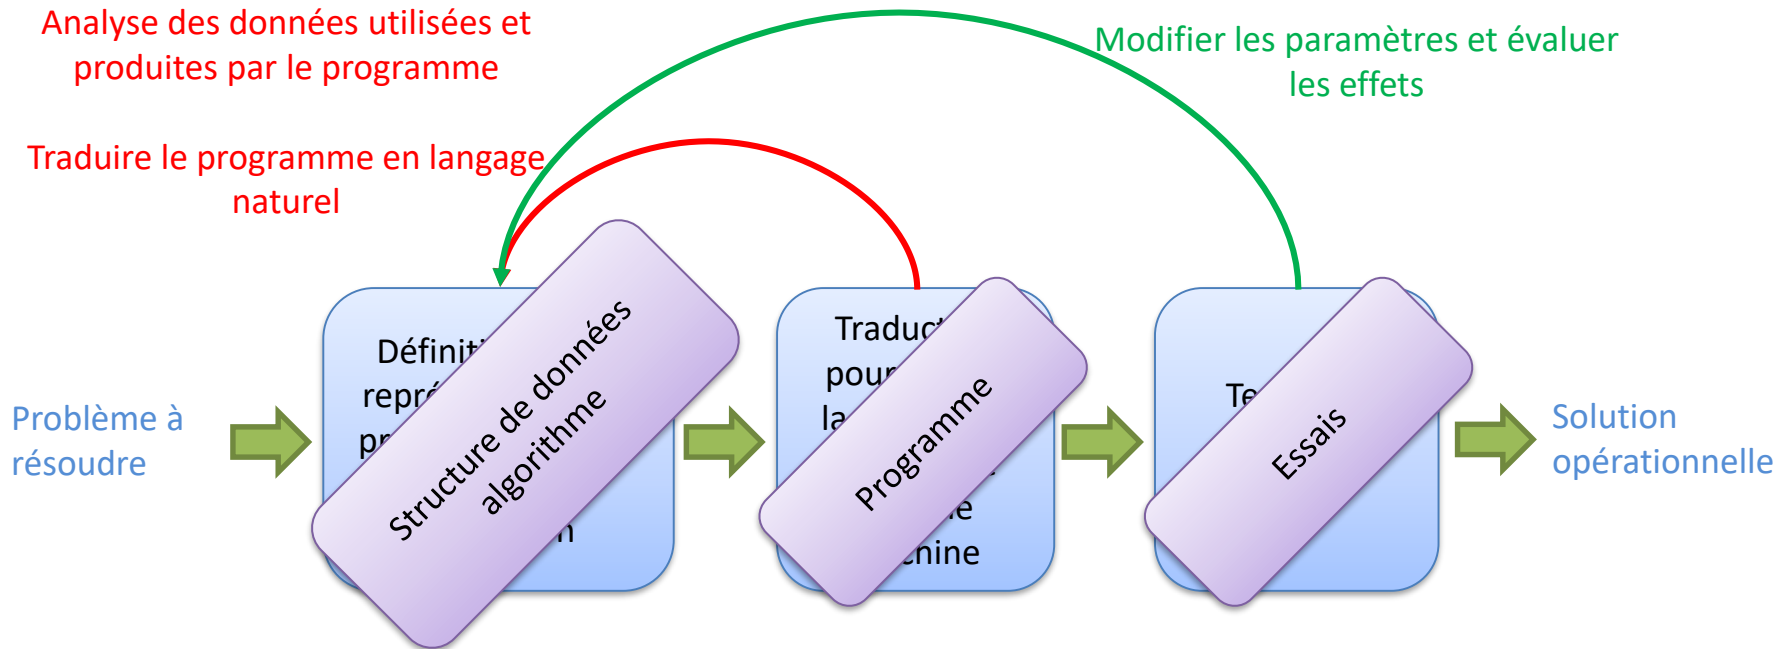 Analyse des données utilisées et
produites par le programme
Modifier les paramètres et évaluer
les effets
Traduire le programme en langage
naturel
Problème à
résoudre
Structure de données
algorithme
Programme
Essais
Solution
opérationnelle